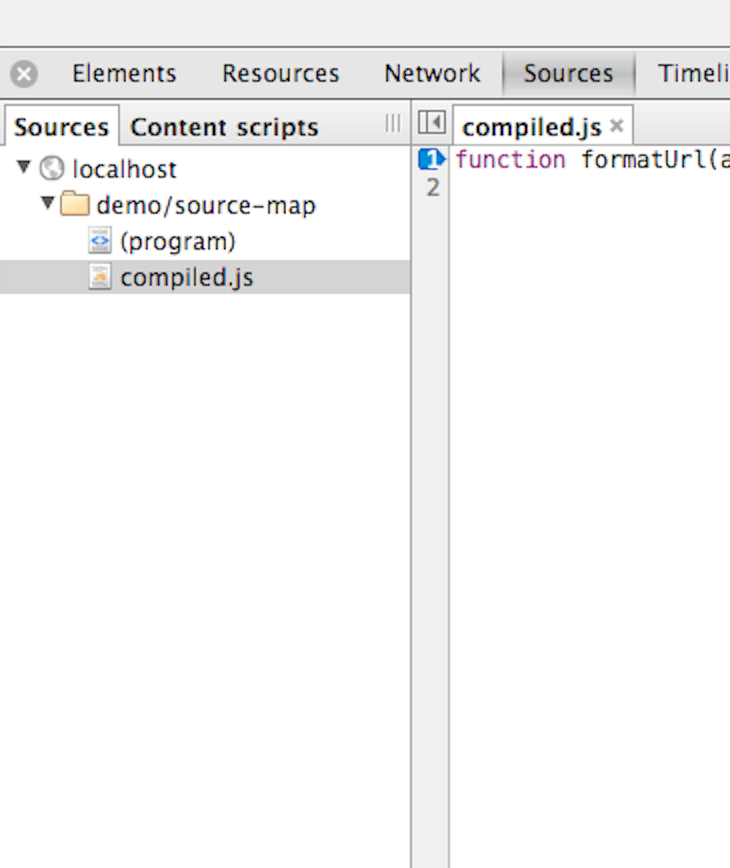 Elements Resources Network Sources Timeli
Sources Content scripts compiled.js
localhost
demo/source-map
(program)
compiled.js
1 function formatUrl(a
2